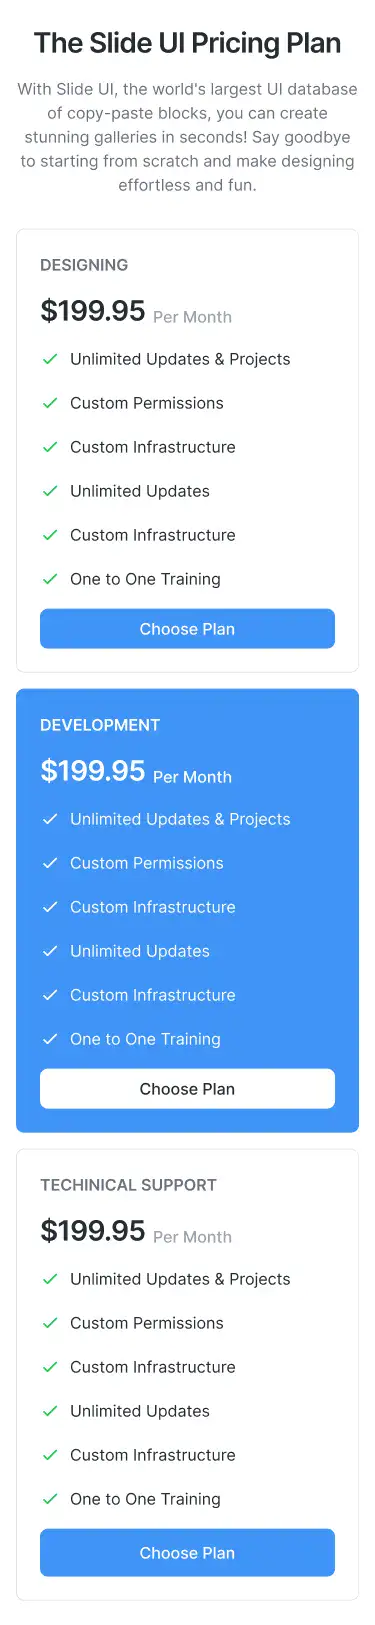 The Slide UI Pricing Plan
With Slide UI, the world's largest UI database
of copy-paste blocks, you can create
stunning galleries in seconds! Say goodbye
to starting from scratch and make designing
effortless and fun.
DESIGNING
$199.95 Per Month
Unlimited Updates & Projects
Custom Permissions
Custom Infrastructure
Unlimited Updates
Custom Infrastructure
One to One Training
Choose Plan
DEVELOPMENT
$199.95 Per Month
Unlimited Updates & Projects
Custom Permissions
Custom Infrastructure
Unlimited Updates
Custom Infrastructure
One to One Training
Choose Plan
TECHINICAL SUPPORT
$199.95 Per Month
Unlimited Updates & Projects
Custom Permissions
Custom Infrastructure
Unlimited Updates
Custom Infrastructure
One to One Training
Choose Plan